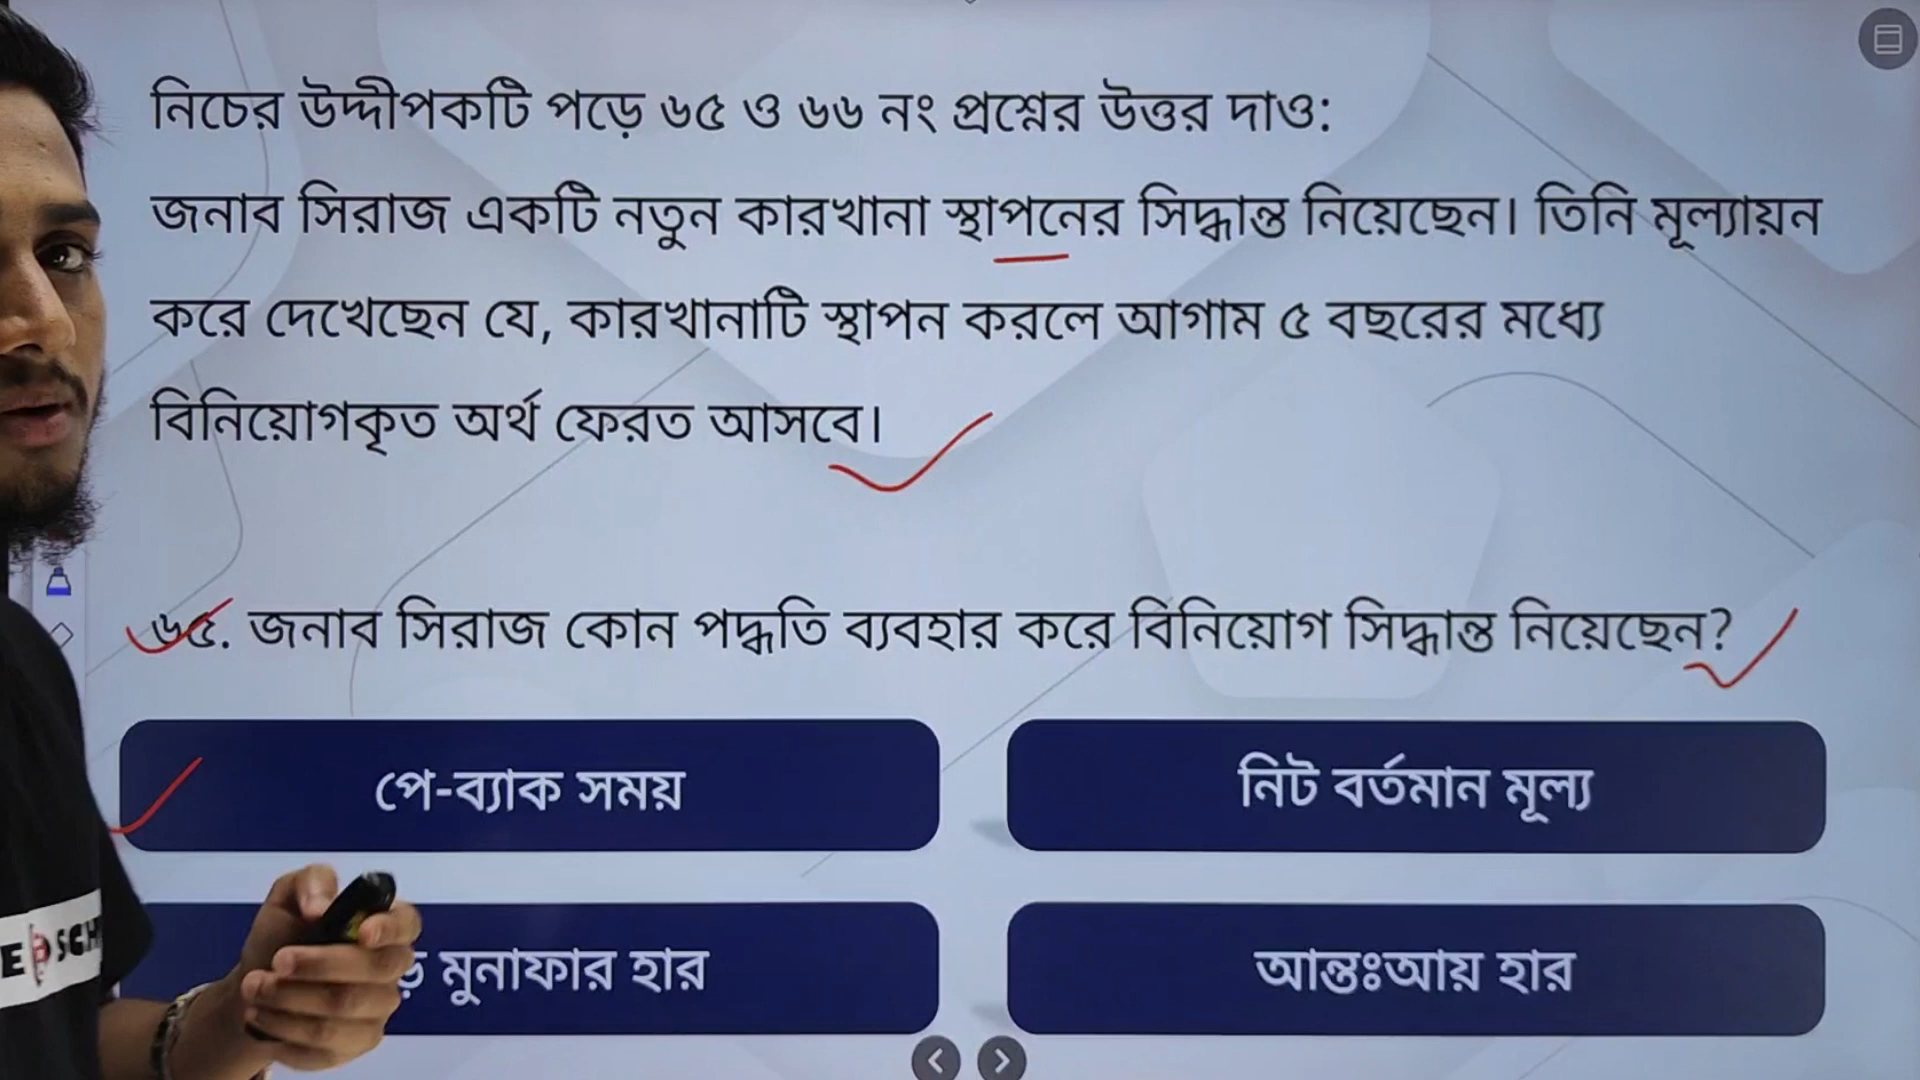 নিচের উদ্দীপকটি পড়ে ৬৫ ও ৬৬ নং প্রশ্নের উত্তর দাও:
জনাব সিরাজ একটি নতুন কারখানা স্থাপনের সিদ্ধান্ত নিয়েছেন। তিনি মূল্যায়ন
করে দেখেছেন যে, কারখানাটি স্থাপন করলে আগাম ৫ বছরের মধ্যে
বিনিয়োগকৃত অর্থ ফেরত আসবে।
৬৫. জনাব সিরাজ কোন পদ্ধতি ব্যবহার করে বিনিয়োগ সিদ্ধান্ত নিয়েছেন?
পে-ব্যাক সময়
নিট বর্তমান মূল্য
মুনাফার হার
আন্তঃআয় হার